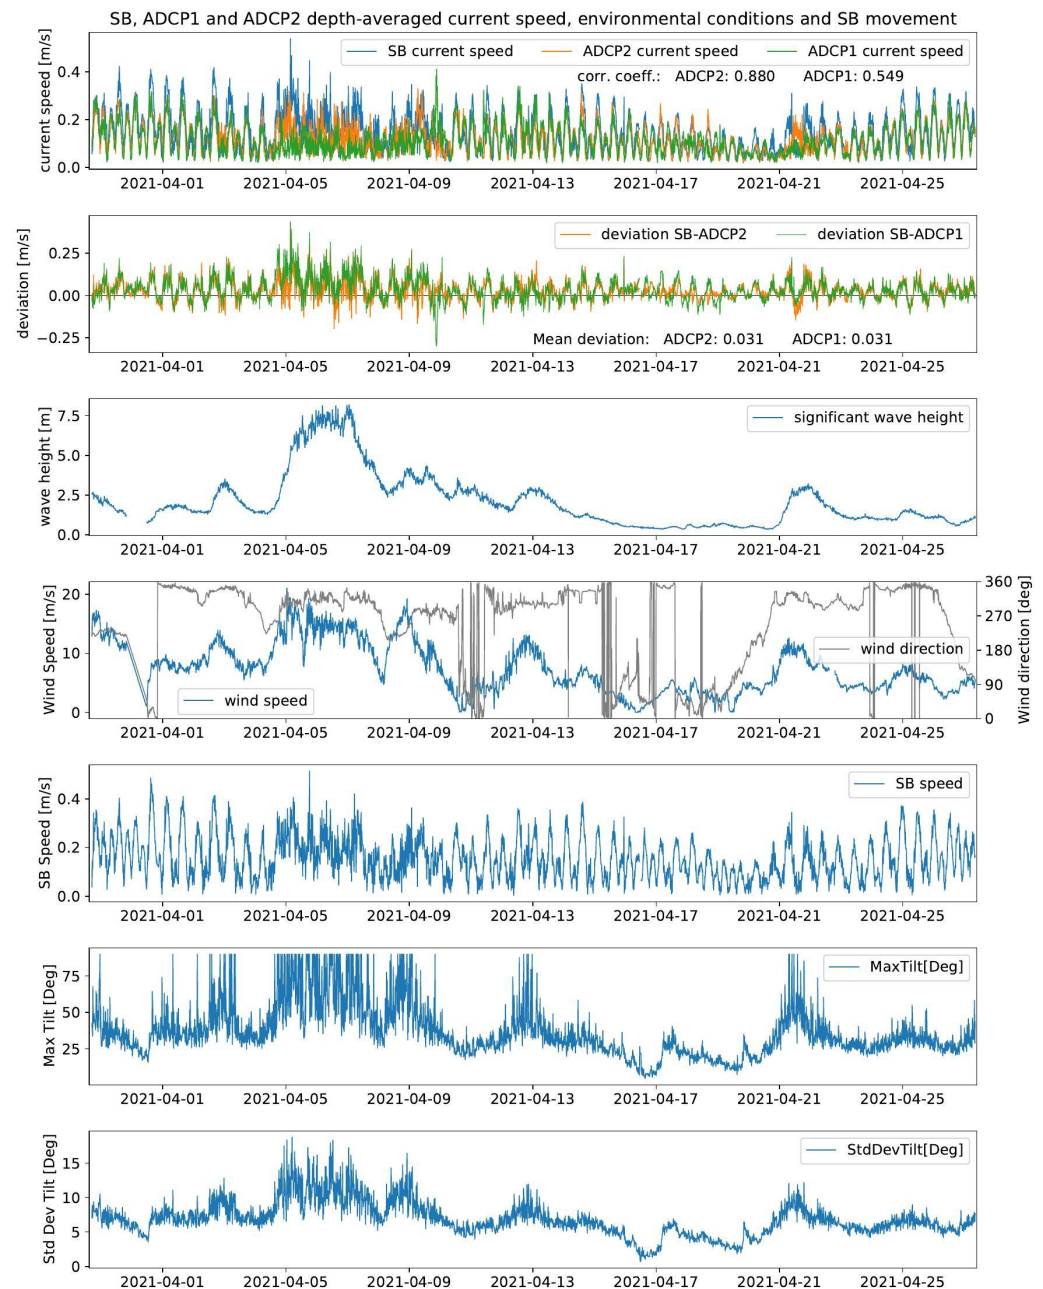 SB, ADCP1 and ADCP2 depth-averaged current speed, environmental conditions and SB movement
current speed [m/s]
0.4
0.2
0.0
SB current speed ADCP2 current speed ADCP1 current speed
corr. coeff.: ADCP2: 0.880 ADCP1: 0.549
2021-04-01 2021-04-05 2021-04-09 2021-04-13 2021-04-17 2021-04-21 2021-04-25
deviation [m/s]
0.25
0.00
−0.25
deviation SB-ADCP2 deviation SB-ADCP1
Mean deviation: ADCP2: 0.031 ADCP1: 0.031
2021-04-01 2021-04-05 2021-04-09 2021-04-13 2021-04-17 2021-04-21 2021-04-25
wave height [m]
7.5
5.0
2.5
0.0
significant wave height
2021-04-01 2021-04-05 2021-04-09 2021-04-13 2021-04-17 2021-04-21 2021-04-25
Wind Speed [m/s]
20
10
0
wind speed
wind direction
360
270
180
90
0
Wind direction [deg]
2021-04-01 2021-04-05 2021-04-09 2021-04-13 2021-04-17 2021-04-21 2021-04-25
SB Speed [m/s]
0.4
0.2
0.0
SB speed
2021-04-01 2021-04-05 2021-04-09 2021-04-13 2021-04-17 2021-04-21 2021-04-25
Max Tilt [Deg]
75
50
25
MaxTilt[Deg]
2021-04-01 2021-04-05 2021-04-09 2021-04-13 2021-04-17 2021-04-21 2021-04-25
Std Dev Tilt [Deg]
15
10
5
0
StdDevTilt[Deg]
2021-04-01 2021-04-05 2021-04-09 2021-04-13 2021-04-17 2021-04-21 2021-04-25